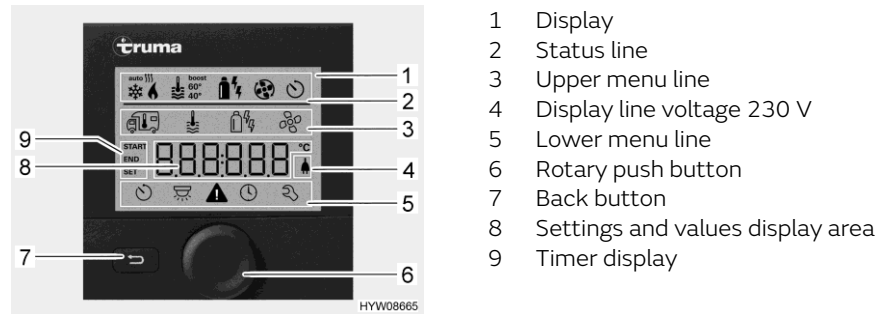 truma
auto boost
60°
40°
1
2
3
9 START °C
END
8 SET 4
5
7
6
HYW08665
1 Display
2 Status line
3 Upper menu line
4 Display line voltage 230 V
5 Lower menu line
6 Rotary push button
7 Back button
8 Settings and values display area
9 Timer display